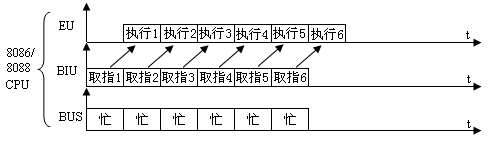 EU
执行1 执行2 执行3 执行4 执行5 执行6
t
8086/
8088
CPU
BIU
取指1 取指2 取指3 取指4 取指5 取指6
t
BUS
忙 忙 忙 忙 忙 忙
t